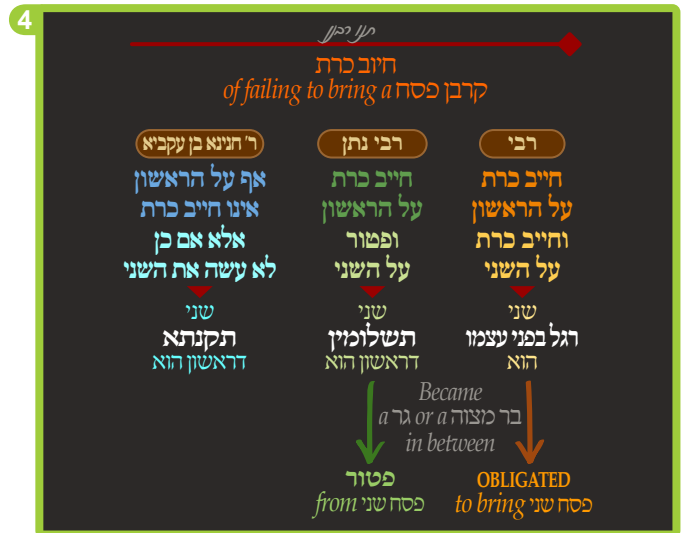 4
תנו רבנן
חיוב כרת
of failing to bring a קרבן פסח
רבי
חייב כרת
על הראשון
וחייב כרת
על השני
שני
רגל בפני עצמו
הוא
רבי נתן
חייב כרת
על הראשון
ופטור
על השני
שני
תשלומין
דראשון הוא
ר' חנינא בן עקביא
אף על הראשון
אינו חייב כרת
אלא אם כן
לא עשה את השני
שני
תקנתא
דראשון הוא
Became
a גר or a בר מצוה
in between
OBLIGATED
to bring פסח שני
פטור
from פסח שני